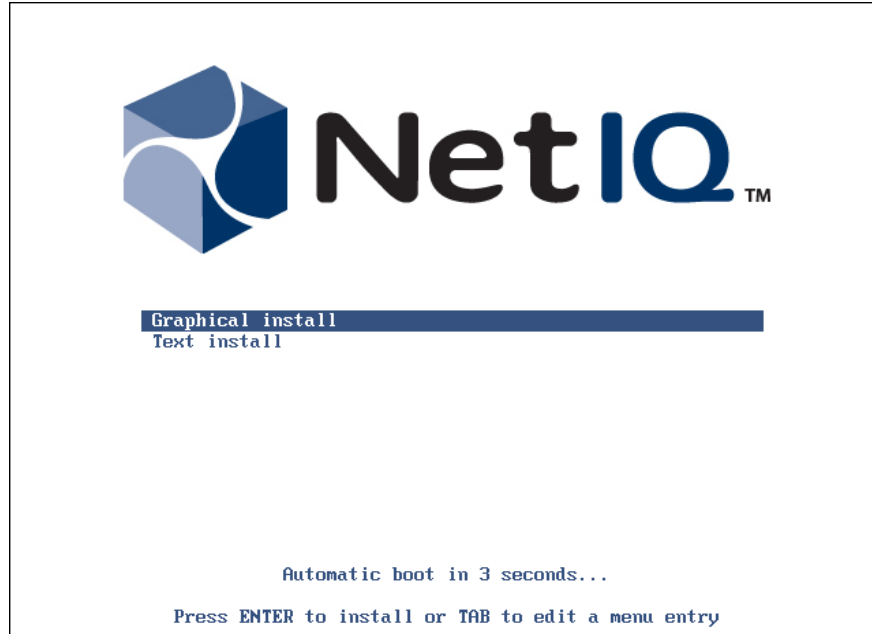 NetIQ™
Graphical install
Text install
Automatic boot in 3 seconds...
Press ENTER to install or TAB to edit a menu entry